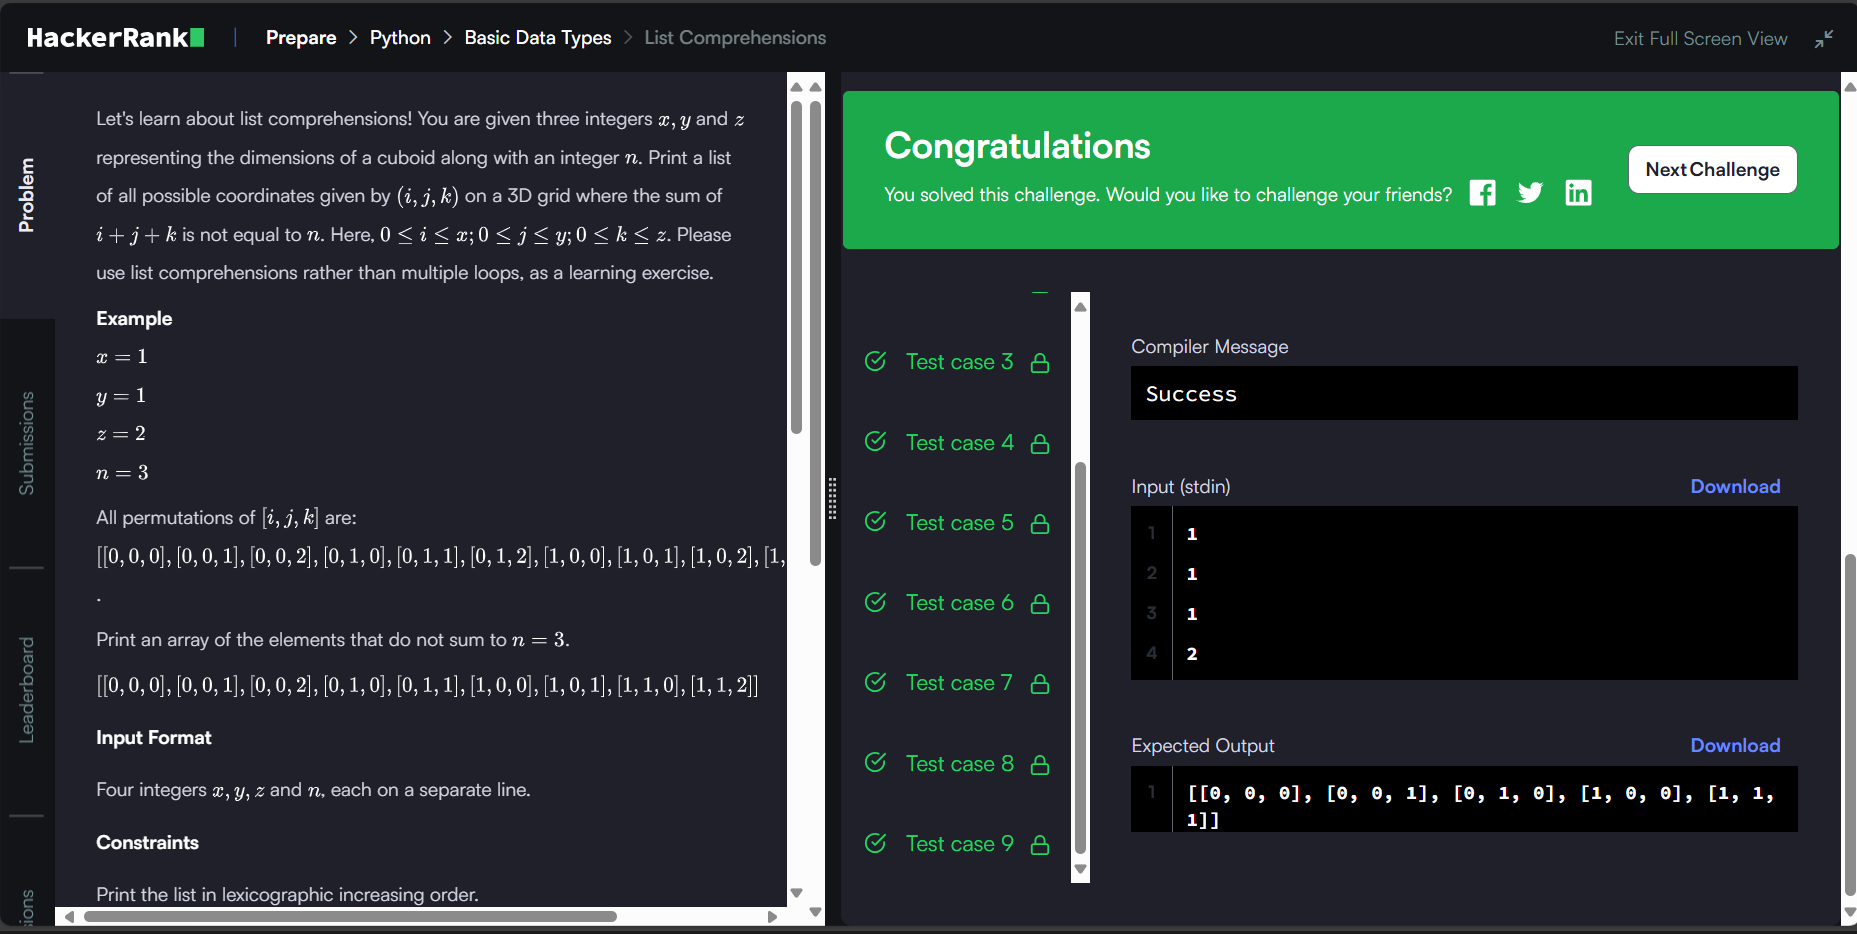 HackerRank | Prepare > Python > Basic Data Types > List Comprehensions
Exit Full Screen View
Problem
Submissions
Leaderboard
Let's learn about list comprehensions! You are given three integers x, y and z
representing the dimensions of a cuboid along with an integer n. Print a list
of all possible coordinates given by (i, j, k) on a 3D grid where the sum of
i + j + k is not equal to n. Here, 0 ≤ i ≤ x; 0 ≤ j ≤ y; 0 ≤ k ≤ z. Please
use list comprehensions rather than multiple loops, as a learning exercise.
Example
x = 1
y = 1
z = 2
n = 3
All permutations of [i, j, k] are:
[[0, 0, 0], [0, 0, 1], [0, 0, 2], [0, 1, 0], [0, 1, 1], [0, 1, 2], [1, 0, 0], [1, 0, 1], [1, 0, 2], [1,
.
Print an array of the elements that do not sum to n = 3.
[[0, 0, 0], [0, 0, 1], [0, 0, 2], [0, 1, 0], [0, 1, 1], [1, 0, 0], [1, 0, 1], [1, 1, 0], [1, 1, 2]]
Input Format
Four integers x, y, z and n, each on a separate line.
Constraints
Print the list in lexicographic increasing order.
Congratulations
You solved this challenge. Would you like to challenge your friends?
Next Challenge
Test case 3
Test case 4
Test case 5
Test case 6
Test case 7
Test case 8
Test case 9
Compiler Message
Success
Input (stdin)
Download
1 1
2 1
3 1
4 2
Expected Output
Download
1 [[0, 0, 0], [0, 0, 1], [0, 1, 0], [1, 0, 0], [1, 1,
1]]